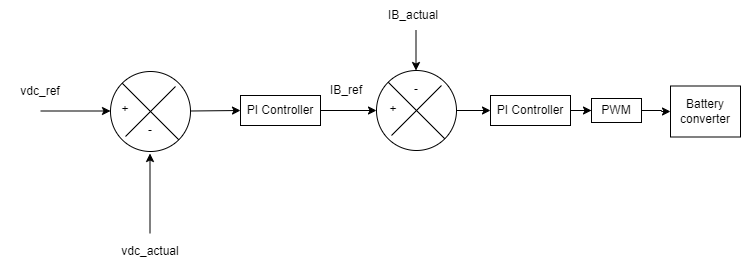 IB_actual
vdc_ref
+
-
PI Controller
IB_ref
-
+
PI Controller
PWM
Battery
converter
vdc_actual